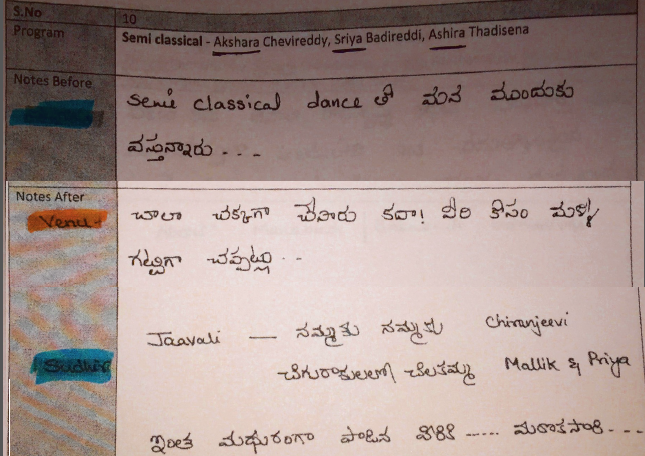 S.No 10
Program Semi classical - Akshara Chevireddy, Sriya Badireddi, Ashira Thadisena
Notes Before
semi classical dance తో మన ముందుకు
వస్తున్నారు . . .
Notes After
Venu
చాలా చక్కగా చేశారు కదా! వీరి కోసం మళ్ళీ
గట్టిగా చప్పట్లు . .
Jaavali — నమ్మకు నమ్మకు Chiranjeevi
Sudhir చిగురాకులలో చిలకమ్మ Mallik & Priya
ఇంత మధురంగా పాడిన వారికి ..... మరొకసారి . . .